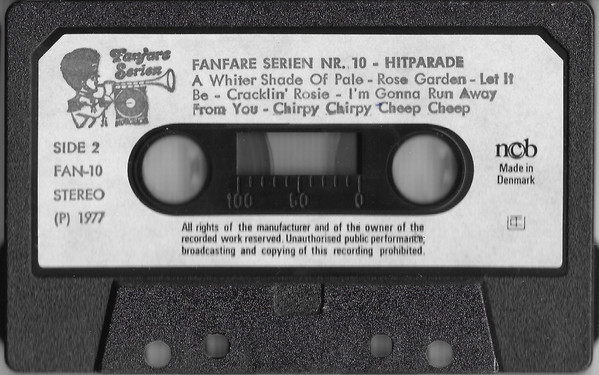 Fanfare
Serien
FANFARE SERIEN NR. 10 - HITPARADE
A Whiter Shade Of Pale - Rose Garden - Let It
Be - Cracklin' Rosie - I'm Gonna Run Away
From You - Chirpy Chirpy Cheep Cheep
SIDE 2
FAN-10
STEREO
(P) 1977
100 50 0
ncb
Made in
Denmark
All rights of the manufacturer and of the owner of the
recorded work reserved. Unauthorised public performance,
broadcasting and copying of this recording prohibited.